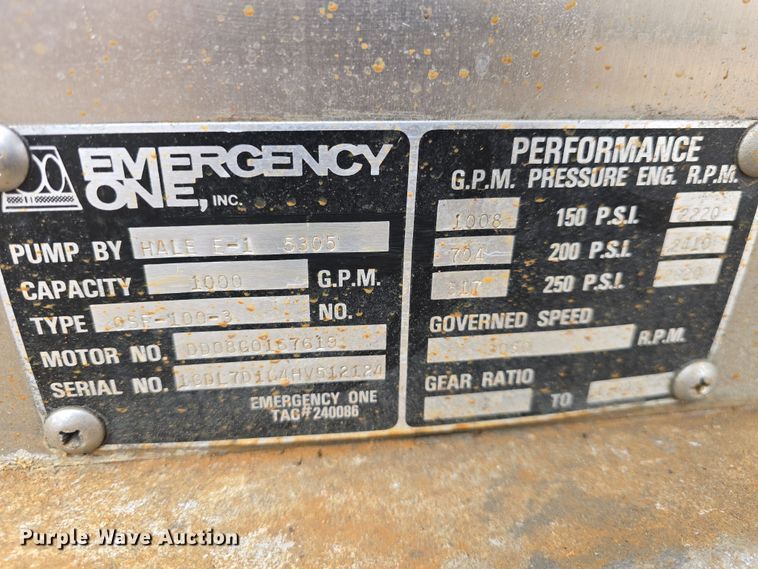 EMERGENCY
ONE, INC.
PUMP BY HALE E-1 5305
CAPACITY 1000 G.P.M.
TYPE QSF-100-3 NO.
MOTOR NO.
SERIAL NO.
EMERGENCY ONE
TAG# 240086
PERFORMANCE
G.P.M. PRESSURE ENG. R.P.M.
1008 150 P.S.I. 2220
704 200 P.S.I. 2410
250 P.S.I.
GOVERNED SPEED
R.P.M.
GEAR RATIO
TO
Purple Wave Auction